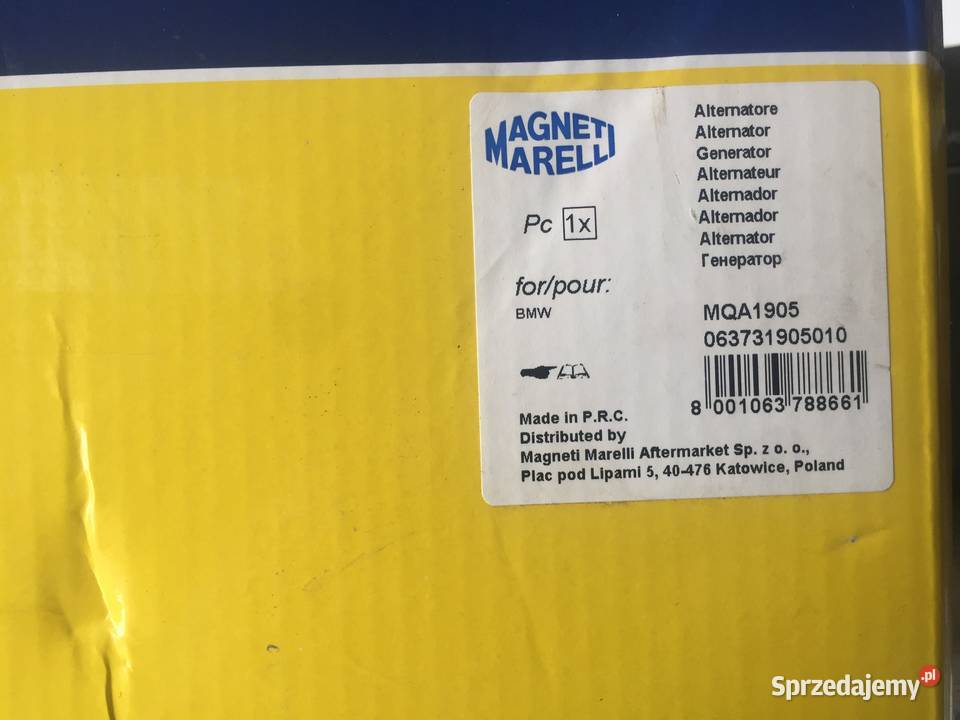 MAGNETI
MARELLI
Pc 1x
for/pour:
BMW
Alternatore
Alternator
Generator
Alternateur
Alternador
Alternador
Alternator
Генератор
MQA1905
063731905010
8 001063 788661
Made in P.R.C.
Distributed by
Magneti Marelli Aftermarket Sp. z o. o.,
Plac pod Lipami 5, 40-476 Katowice, Poland
Sprzedajemy.pl